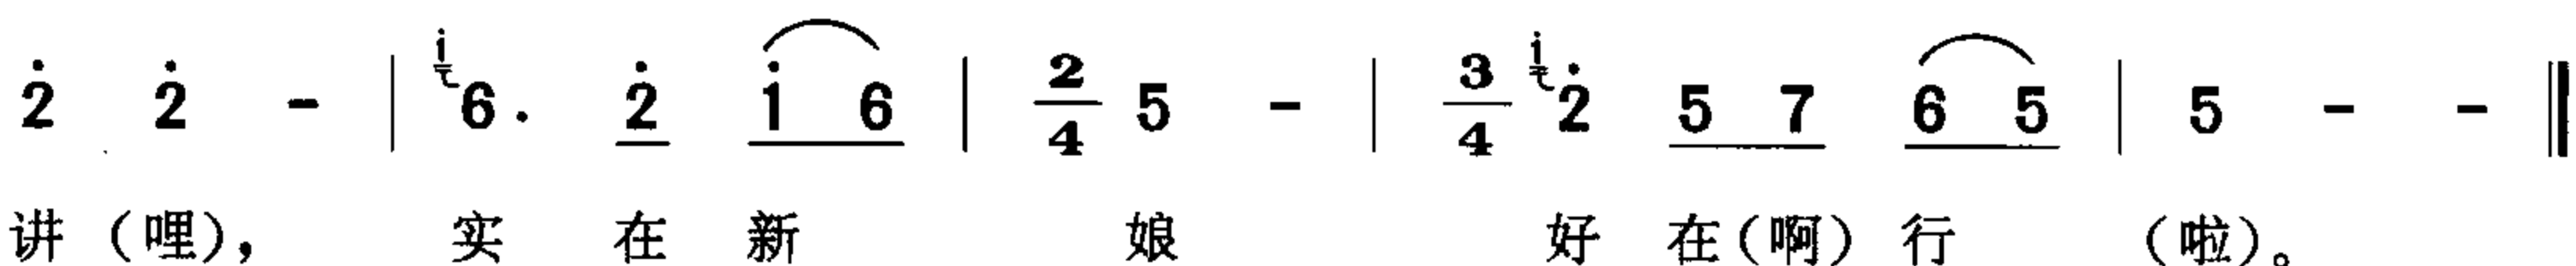 2̇ 2̇ - | i̇ 6. 2̇ i̇ 6 | 2/4 5 - | 3/4 i̇ 2̇ 5 7 6 5 | 5 - - ‖
讲（哩），实在新娘好在（啊）行（啦）。